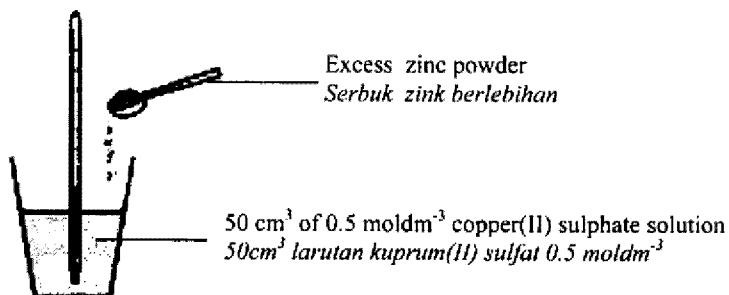 Excess  zinc powder
Serbuk  zink berlebihan
50 cm³ of 0.5 moldm⁻³ copper(II) sulphate solution
50cm³ larutan kuprum(II) sulfat 0.5 moldm⁻³